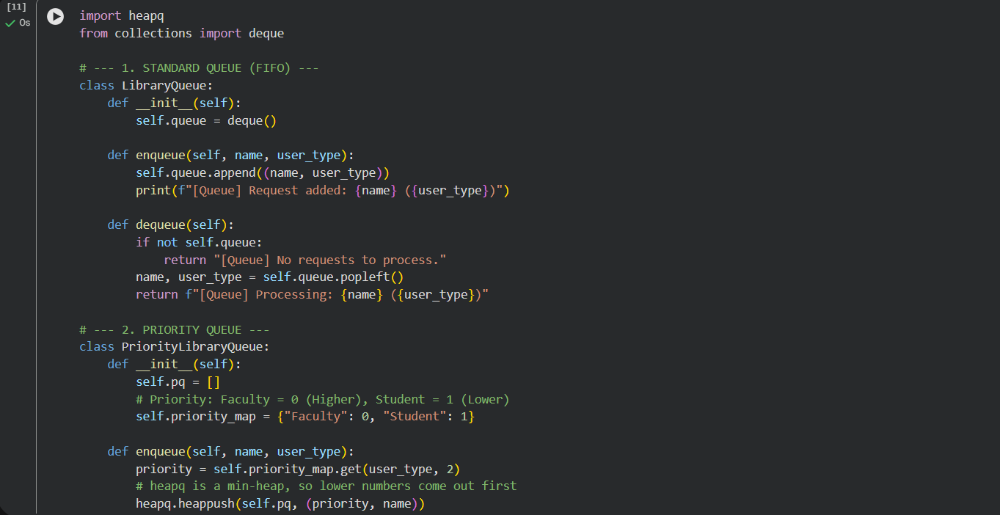 [11]
0s
import heapq
from collections import deque

# --- 1. STANDARD QUEUE (FIFO) ---
class LibraryQueue:
    def __init__(self):
        self.queue = deque()

    def enqueue(self, name, user_type):
        self.queue.append((name, user_type))
        print(f"[Queue] Request added: {name} ({user_type})")

    def dequeue(self):
        if not self.queue:
            return "[Queue] No requests to process."
        name, user_type = self.queue.popleft()
        return f"[Queue] Processing: {name} ({user_type})"

# --- 2. PRIORITY QUEUE ---
class PriorityLibraryQueue:
    def __init__(self):
        self.pq = []
        # Priority: Faculty = 0 (Higher), Student = 1 (Lower)
        self.priority_map = {"Faculty": 0, "Student": 1}

    def enqueue(self, name, user_type):
        priority = self.priority_map.get(user_type, 2)
        # heapq is a min-heap, so lower numbers come out first
        heapq.heappush(self.pq, (priority, name))